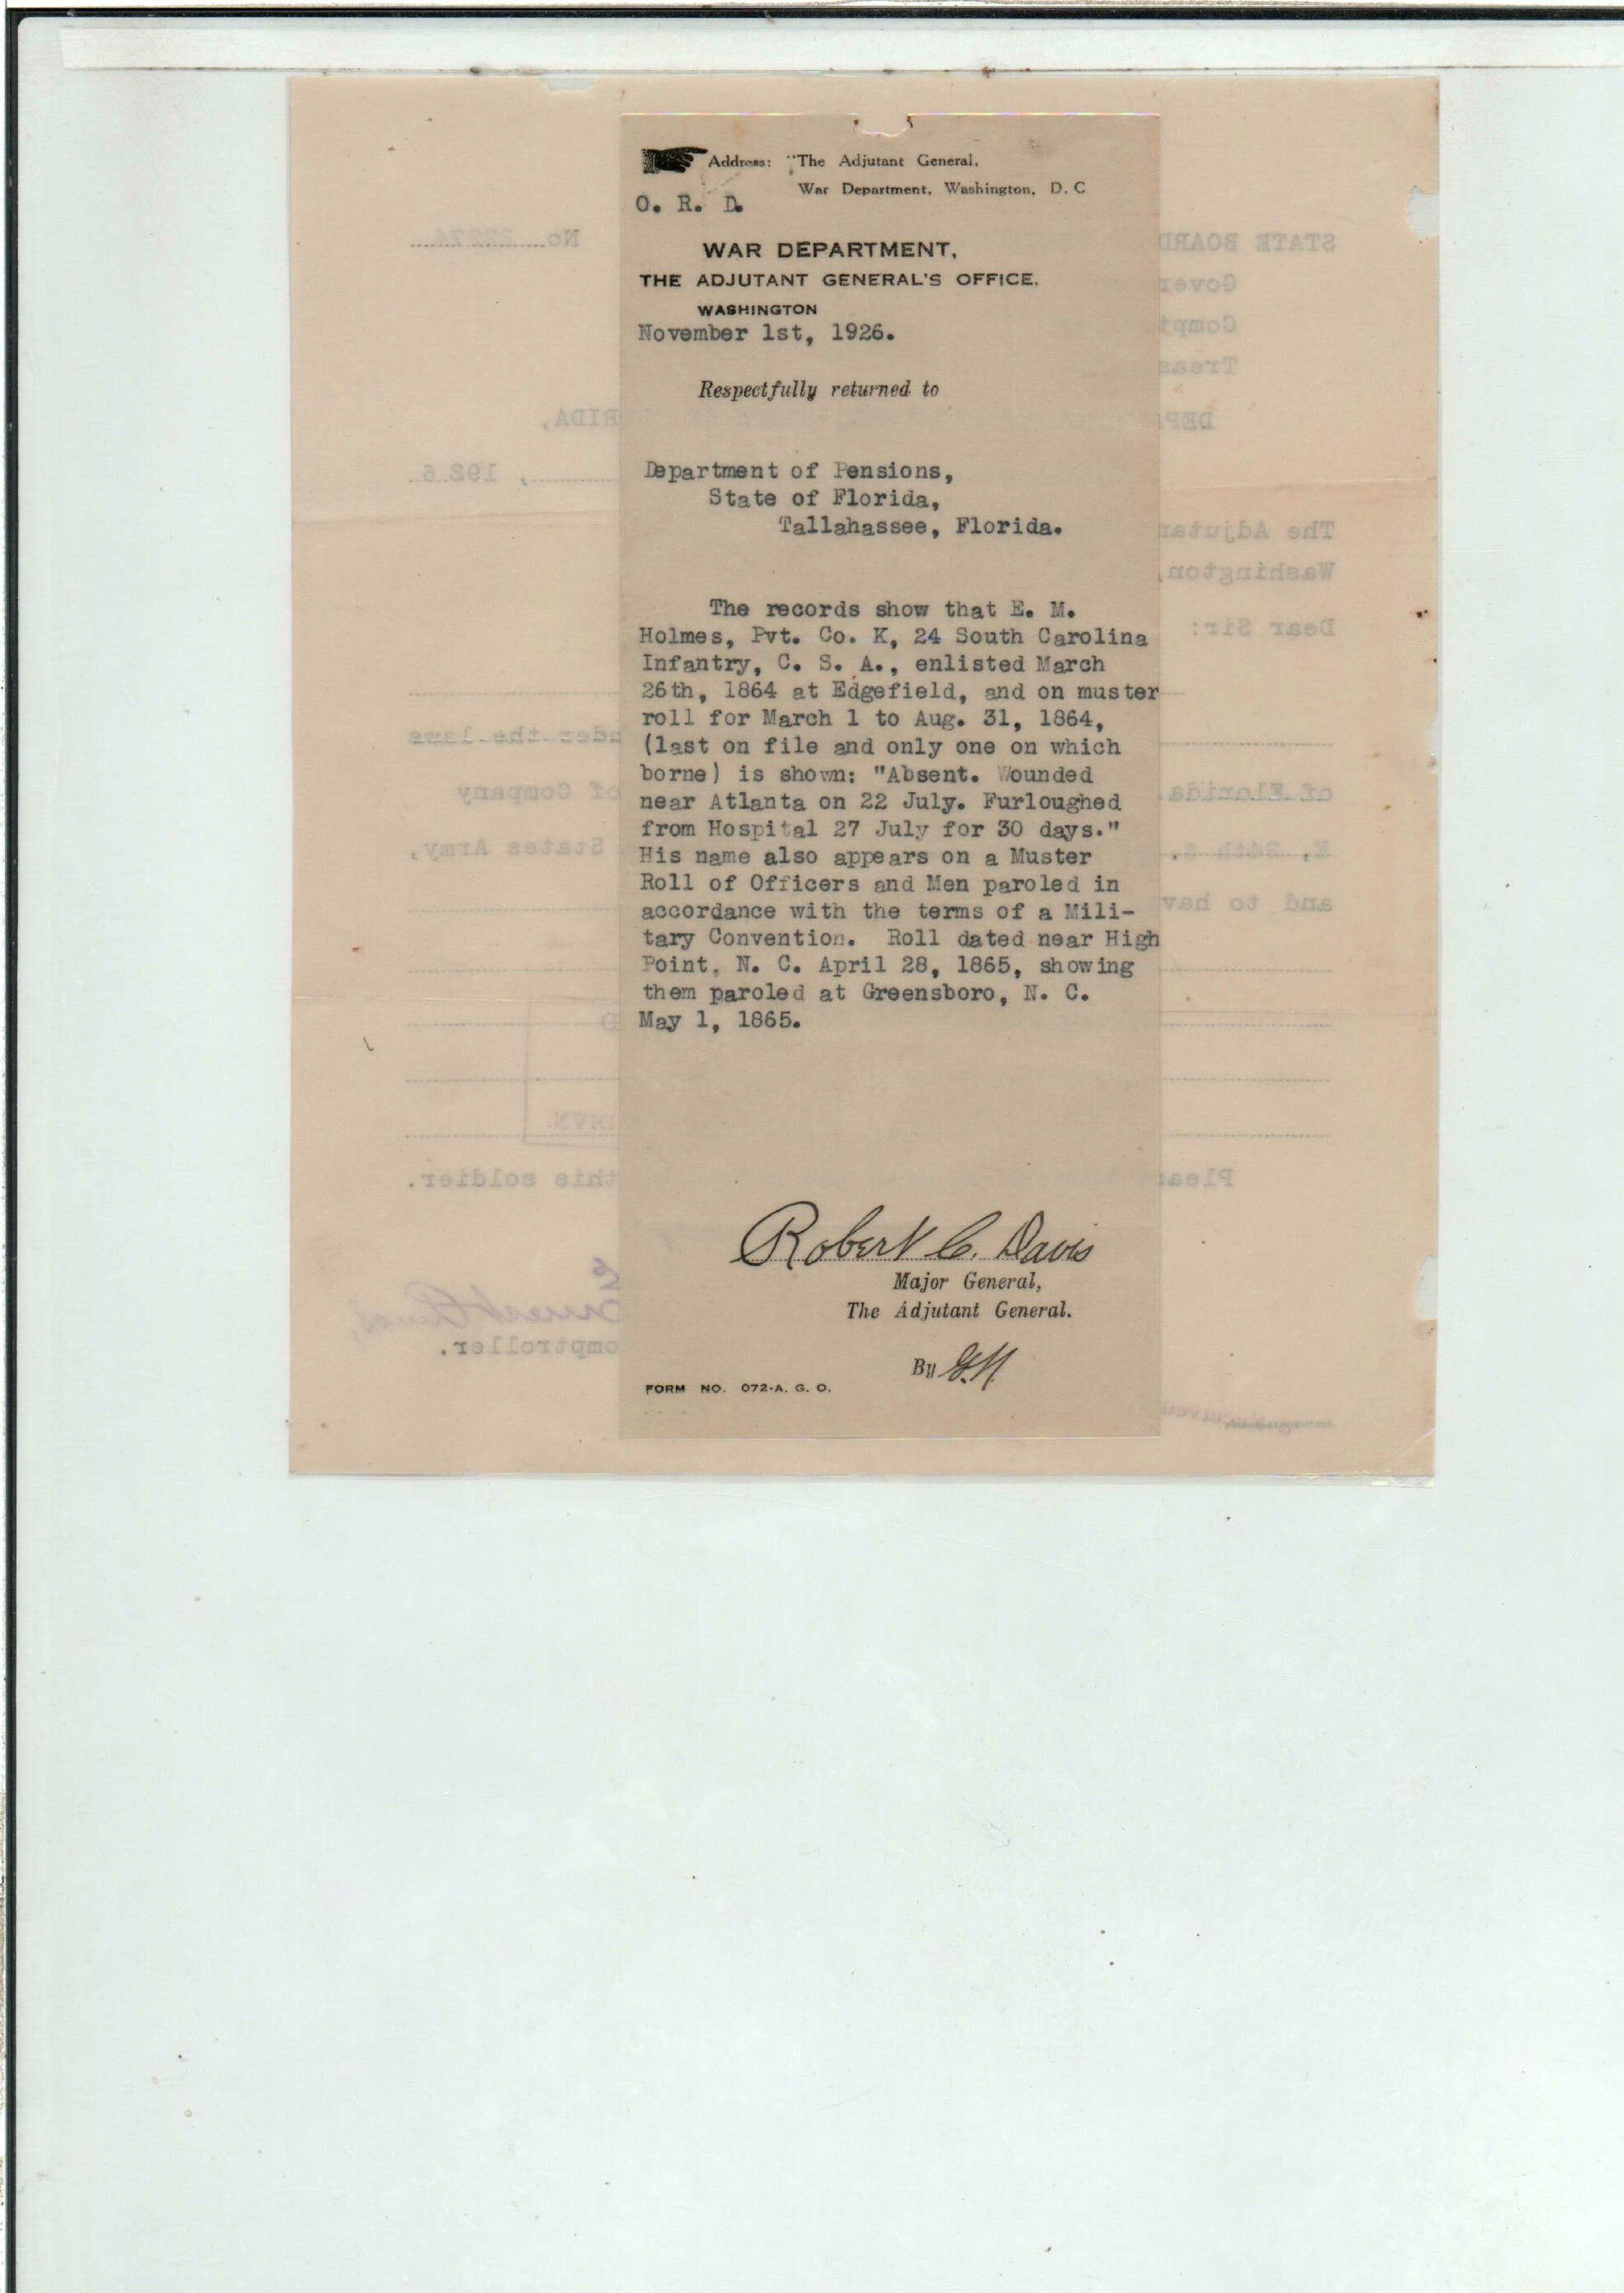 Address: "The Adjutant General,
War Department, Washington, D. C
O. R. D.
WAR DEPARTMENT,
THE ADJUTANT GENERAL'S OFFICE,
WASHINGTON
November 1st, 1926.
Respectfully returned to
Department of Pensions,
State of Florida,
Tallahassee, Florida.
The records show that E. M.
Holmes, Pvt. Co. K, 24 South Carolina
Infantry, C. S. A., enlisted March
26th, 1864 at Edgefield, and on muster
roll for March 1 to Aug. 31, 1864,
(last on file and only one on which
borne) is shown: "Absent. Wounded
near Atlanta on 22 July. Furloughed
from Hospital 27 July for 30 days."
His name also appears on a Muster
Roll of Officers and Men paroled in
accordance with the terms of a Mili-
tary Convention. Roll dated near High
Point, N. C. April 28, 1865, showing
them paroled at Greensboro, N. C.
May 1, 1865.
Robert C. Davis
Major General,
The Adjutant General.
By
FORM NO. 072-A. G. O.